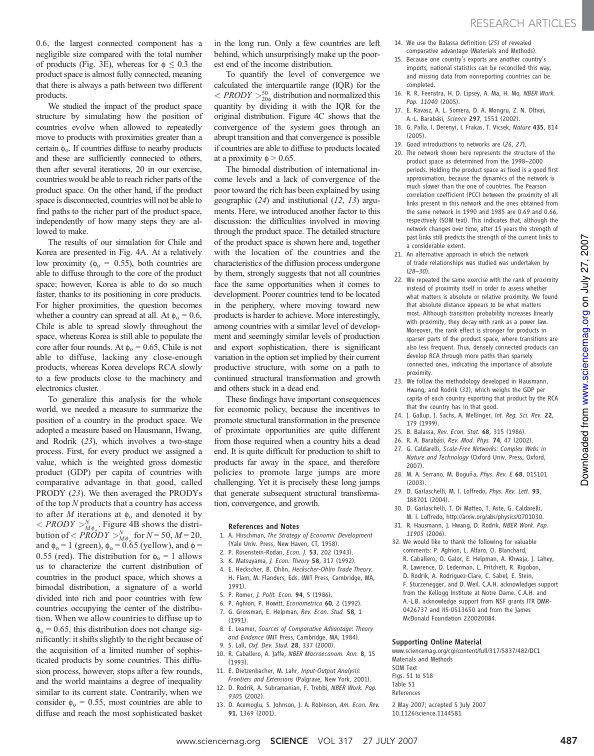 RESEARCH ARTICLES
0.6, the largest connected component has a
negligible size compared with the total number
of products (Fig. 3E), whereas for ϕ ≤ 0.3 the
product space is almost fully connected, meaning
that there is always a path between two different
products.
We studied the impact of the product space
structure by simulating how the position of
countries evolve when allowed to repeatedly
move to products with proximities greater than a
certain ϕo. If countries diffuse to nearby products
and these are sufficiently connected to others,
then after several iterations, 20 in our exercise,
countries would be able to reach richer parts of the
product space. On the other hand, if the product
space is disconnected, countries will not be able to
find paths to the richer part of the product space,
independently of how many steps they are al-
lowed to make.
The results of our simulation for Chile and
Korea are presented in Fig. 4A. At a relatively
low proximity (ϕo = 0.55), both countries are
able to diffuse through to the core of the product
space; however, Korea is able to do so much
faster, thanks to its positioning in core products.
For higher proximities, the question becomes
whether a country can spread at all. At ϕo = 0.6,
Chile is able to spread slowly throughout the
space, whereas Korea is still able to populate the
core after four rounds. At ϕo = 0.65, Chile is not
able to diffuse, lacking any close-enough
products, whereas Korea develops RCA slowly
to a few products close to the machinery and
electronics cluster.
To generalize this analysis for the whole
world, we needed a measure to summarize the
position of a country in the product space. We
adopted a measure based on Hausmann, Hwang,
and Rodrik (23), which involves a two-stage
process. First, for every product we assigned a
value, which is the weighted gross domestic
product (GDP) per capita of countries with
comparative advantage in that good, called
PRODY (23). We then averaged the PRODYs
of the top N products that a country has access
to after M iterations at ϕo and denoted it by
< PRODY >N Mϕo. Figure 4B shows the distri-
bution of < PRODY >N Mϕo for N = 50, M = 20,
and ϕo = 1 (green), ϕo = 0.65 (yellow), and ϕ =
0.55 (red). The distribution for ϕo = 1 allows
us to characterize the current distribution of
countries in the product space, which shows a
bimodal distribution, a signature of a world
divided into rich and poor countries with few
countries occupying the center of the distribu-
tion. When we allow countries to diffuse up to
ϕo = 0.65, this distribution does not change sig-
nificantly: it shifts slightly to the right because of
the acquisition of a limited number of sophis-
ticated products by some countries. This diffu-
sion process, however, stops after a few rounds,
and the world maintains a degree of inequality
similar to its current state. Contrarily, when we
consider ϕo = 0.55, most countries are able to
diffuse and reach the most sophisticated basket
in the long run. Only a few countries are left
behind, which unsurprisingly make up the poor-
est end of the income distribution.
To quantify the level of convergence we
calculated the interquartile range (IQR) for the
< PRODY >50 20ϕ distribution and normalized this
quantity by dividing it with the IQR for the
original distribution. Figure 4C shows that the
convergence of the system goes through an
abrupt transition and that convergence is possible
if countries are able to diffuse to products located
at a proximity ϕ > 0.65.
The bimodal distribution of international in-
come levels and a lack of convergence of the
poor toward the rich has been explained by using
geographic (24) and institutional (12, 13) argu-
ments. Here, we introduced another factor to this
discussion: the difficulties involved in moving
through the product space. The detailed structure
of the product space is shown here and, together
with the location of the countries and the
characteristics of the diffusion process undergone
by them, strongly suggests that not all countries
face the same opportunities when it comes to
development. Poorer countries tend to be located
in the periphery, where moving toward new
products is harder to achieve. More interestingly,
among countries with a similar level of develop-
ment and seemingly similar levels of production
and export sophistication, there is significant
variation in the option set implied by their current
productive structure, with some on a path to
continued structural transformation and growth
and others stuck in a dead end.
These findings have important consequences
for economic policy, because the incentives to
promote structural transformation in the presence
of proximate opportunities are quite different
from those required when a country hits a dead
end. It is quite difficult for production to shift to
products far away in the space, and therefore
policies to promote large jumps are more
challenging. Yet it is precisely these long jumps
that generate subsequent structural transforma-
tion, convergence, and growth.
References and Notes
1. A. Hirschman, The Strategy of Economic Development
(Yale Univ. Press, New Haven, CT, 1958).
2. P. Rosenstein-Rodan, Econ. J. 53, 202 (1943).
3. K. Matsuyama, J. Econ. Theory 58, 317 (1992).
4. E. Heckscher, B. Ohlin, Heckscher-Ohlin Trade Theory,
H. Flam, M. Flanders, Eds. (MIT Press, Cambridge, MA,
1991).
5. P. Romer, J. Polit. Econ. 94, 5 (1986).
6. P. Aghion, P. Howitt, Econometrica 60, 2 (1992).
7. G. Grossman, E. Helpman, Rev. Econ. Stud. 58, 1
(1991).
8. E. Leamer, Sources of Comparative Advantage: Theory
and Evidence (MIT Press, Cambridge, MA, 1984).
9. S. Lall, Oxf. Dev. Stud. 28, 337 (2000).
10. R. Caballero, A. Jaffe, NBER Macroeconom. Ann. 8, 15
(1993).
11. E. Dietzenbacher, M. Lahr, Input-Output Analysis:
Frontiers and Extensions (Palgrave, New York, 2001).
12. D. Rodrik, A. Subramanian, F. Trebbi, NBER Work. Pap.
9305 (2002).
13. D. Acemoglu, S. Johnson, J. A. Robinson, Am. Econ. Rev.
91, 1369 (2001).
14. We use the Balassa definition (25) of revealed
comparative advantage (Materials and Methods).
15. Because one country's exports are another country's
imports, national statistics can be reconciled this way,
and missing data from nonreporting countries can be
completed.
16. R. R. Feenstra, H. D. Lipsey, A. Ma, H. Mo, NBER Work.
Pap. 11040 (2005).
17. E. Ravasz, A. L. Somera, D. A. Mongru, Z. N. Oltvai,
A.-L. Barabási, Science 297, 1551 (2002).
18. G. Palla, I. Derenyi, I. Frakas, T. Vicsek, Nature 435, 814
(2005).
19. Good introductions to networks are (26, 27).
20. The network shown here represents the structure of the
product space as determined from the 1998–2000
periods. Holding the product space as fixed is a good first
approximation, because the dynamics of the network is
much slower than the one of countries. The Pearson
correlation coefficient (PCC) between the proximity of all
links present in this network and the ones obtained from
the same network in 1990 and 1985 are 0.69 and 0.66,
respectively (SOM text). This indicates that, although the
network changes over time, after 15 years the strength of
past links still predicts the strength of the current links to
a considerable extent.
21. An alternative approach in which the network
of trade relationships was studied was undertaken by
(28–30).
22. We repeated the same exercise with the rank of proximity
instead of proximity itself in order to assess whether
what matters is absolute or relative proximity. We found
that absolute distance appears to be what matters
most. Although transition probabilities increase linearly
with proximity, they decay with rank as a power law.
Moreover, the rank effect is stronger for products in
sparser parts of the product space, where transitions are
also less frequent. Thus, densely connected products can
develop RCA through more paths than sparsely
connected ones, indicating the importance of absolute
proximity.
23. We follow the methodology developed in Hausmann,
Hwang, and Rodrik (31), which weighs the GDP per
capita of each country exporting that product by the RCA
that the country has in that good.
24. J. Gallup, J. Sachs, A. Mellinger, Int. Reg. Sci. Rev. 22,
179 (1999).
25. B. Balassa, Rev. Econ. Stat. 68, 315 (1986).
26. R. A. Barabási, Rev. Mod. Phys. 74, 47 (2002).
27. G. Caldarelli, Scale-Free Networks: Complex Webs in
Nature and Technology (Oxford Univ. Press, Oxford,
2007).
28. M. A. Serrano, M. Boguñá, Phys. Rev. E 68, 015101
(2003).
29. D. Garlaschelli, M. I. Loffredo, Phys. Rev. Lett. 93,
188701 (2004).
30. D. Garlaschelli, T. Di Matteo, T. Aste, G. Caldarelli,
M. I. Loffredo, http://arxiv.org/abs/physics/0701030.
31. R. Hausmann, J. Hwang, D. Rodrik, NBER Work. Pap.
11905 (2006).
32. We would like to thank the following for valuable
comments: P. Aghion, L. Alfaro, O. Blanchard,
R. Caballero, O. Galor, E. Helpman, A. Khwaja, J. Lahey,
R. Lawrence, D. Lederman, L. Pritchett, R. Rigobon,
D. Rodrik, A. Rodriguez-Clare, C. Sabel, E. Stein,
F. Sturzenegger, and D. Weil. C.A.H. acknowledges support
from the Kellogg Institute at Notre Dame. C.A.H. and
A.-L.B. acknowledge support from NSF grants ITR DMR-
0426737 and IIS-0513650 and from the James
McDonald Foundation 220020084.
Supporting Online Material
www.sciencemag.org/cgi/content/full/317/5837/482/DC1
Materials and Methods
SOM Text
Figs. S1 to S18
Table S1
References
2 May 2007; accepted 5 July 2007
10.1126/science.1144581
Downloaded from www.sciencemag.org on July 27, 2007
www.sciencemag.org SCIENCE VOL 317 27 JULY 2007 487